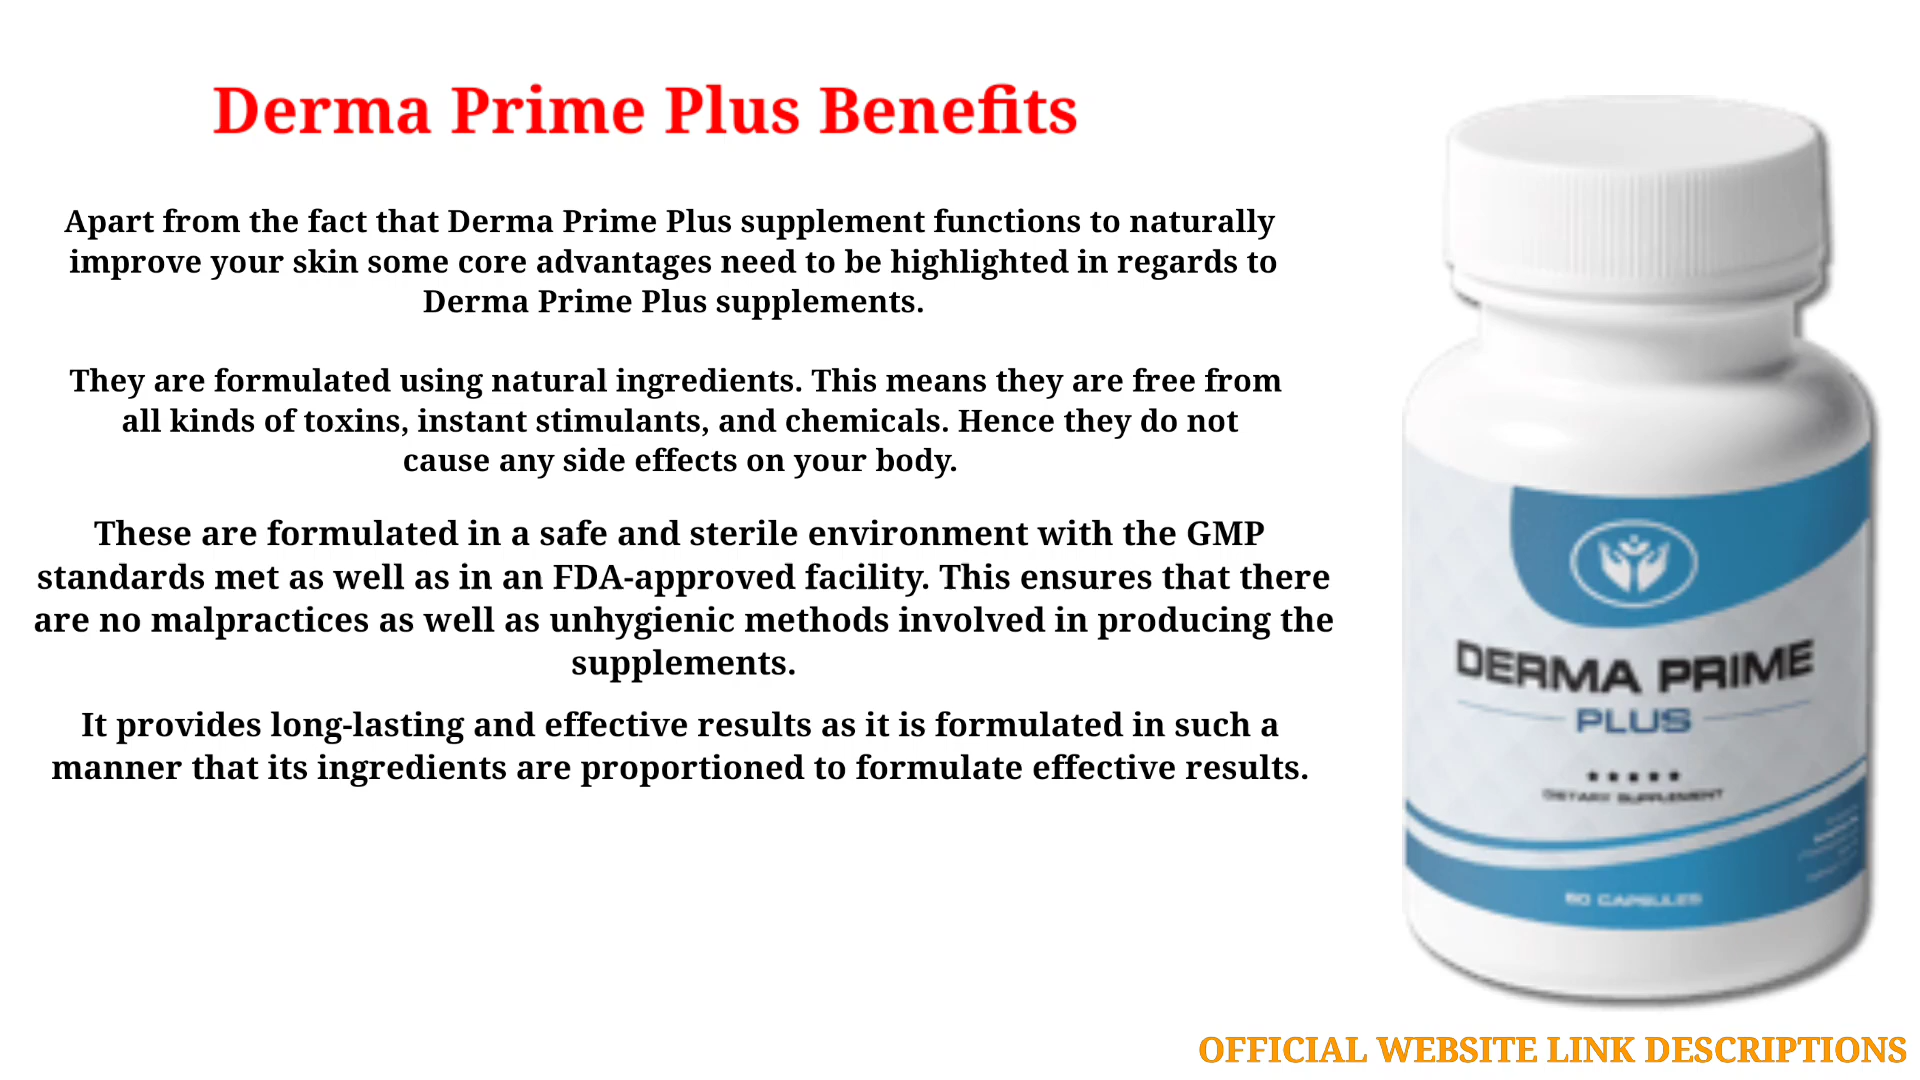 Derma Prime Plus Benefits
Apart from the fact that Derma Prime Plus supplement functions to naturally
improve your skin some core advantages need to be highlighted in regards to
Derma Prime Plus supplements.
They are formulated using natural ingredients. This means they are free from
all kinds of toxins, instant stimulants, and chemicals. Hence they do not
cause any side effects on your body.
These are formulated in a safe and sterile environment with the GMP
standards met as well as in an FDA-approved facility. This ensures that there
are no malpractices as well as unhygienic methods involved in producing the
supplements.
It provides long-lasting and effective results as it is formulated in such a
manner that its ingredients are proportioned to formulate effective results.
DERMA PRIME
PLUS
DIETARY SUPPLEMENT
60 CAPSULES
OFFICIAL WEBSITE LINK DESCRIPTIONS